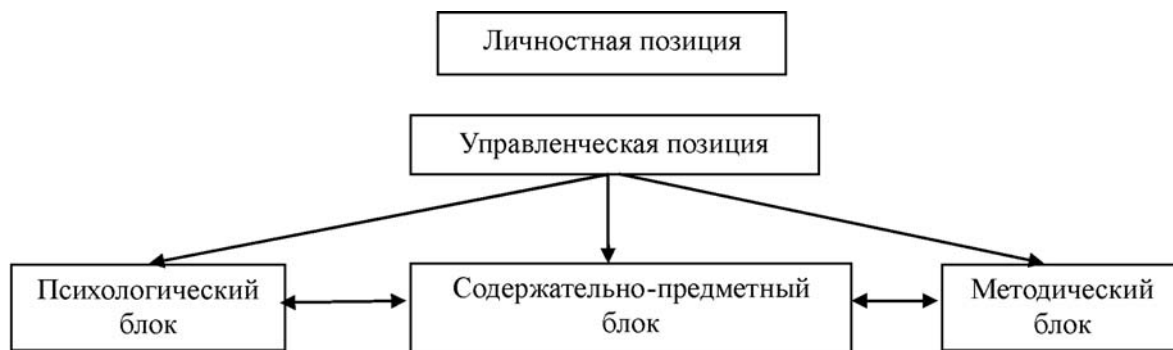 Личностная позиция
Управленческая позиция
Психологический
блок
Содержательно-предметный
блок
Методический
блок